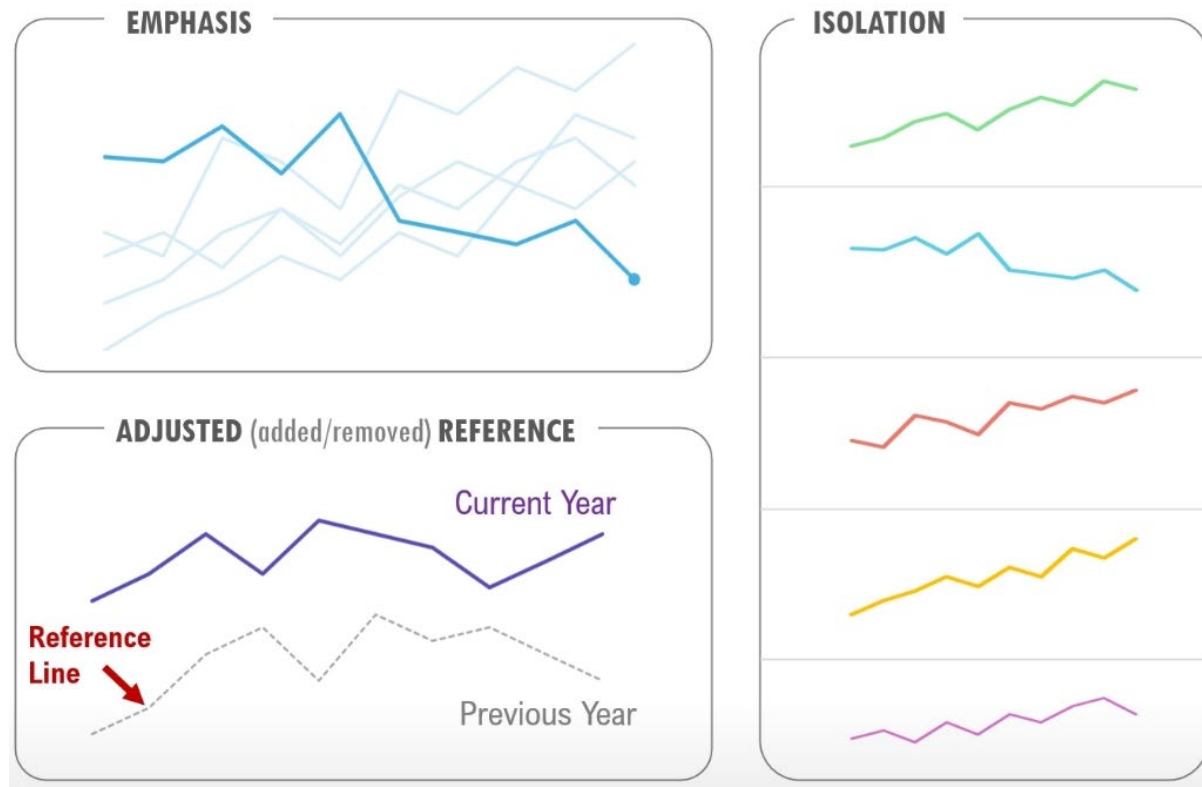 EMPHASIS
ISOLATION
ADJUSTED (added/removed) REFERENCE
Current Year
Reference
Line
Previous Year